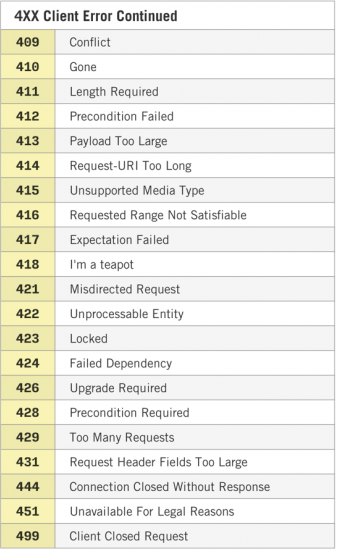 4XX Client Error Continued
409 Conflict
410 Gone
411 Length Required
412 Precondition Failed
413 Payload Too Large
414 Request-URI Too Long
415 Unsupported Media Type
416 Requested Range Not Satisfiable
417 Expectation Failed
418 I'm a teapot
421 Misdirected Request
422 Unprocessable Entity
423 Locked
424 Failed Dependency
426 Upgrade Required
428 Precondition Required
429 Too Many Requests
431 Request Header Fields Too Large
444 Connection Closed Without Response
451 Unavailable For Legal Reasons
499 Client Closed Request